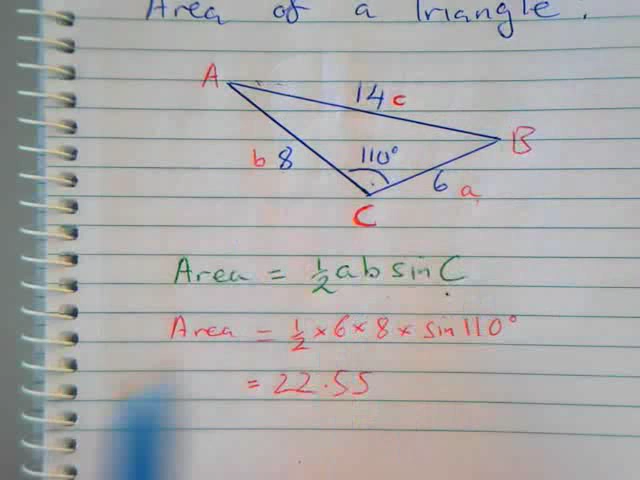 Area of a Triangle.
A
14 c
B
b 8
110°
6 a
C
Area = 1/2 ab sin C
Area = 1/2 × 6 × 8 × sin 110°
= 22.55